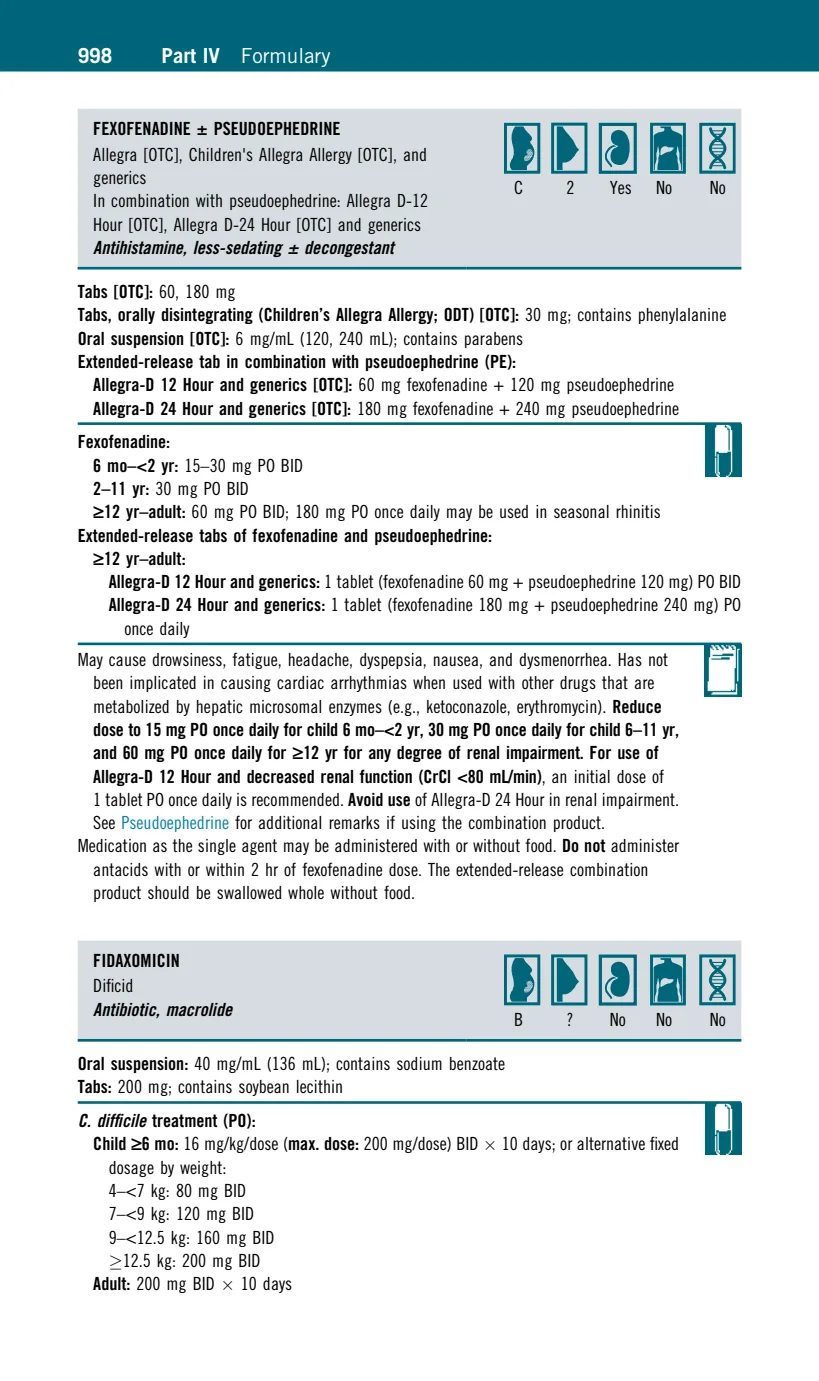 998 Part IV Formulary
FEXOFENADINE ± PSEUDOEPHEDRINE
Allegra [OTC], Children's Allegra Allergy [OTC], and
generics
In combination with pseudoephedrine: Allegra D-12
Hour [OTC], Allegra D-24 Hour [OTC] and generics
Antihistamine, less-sedating ± decongestant
C 2 Yes No No
Tabs [OTC]: 60, 180 mg
Tabs, orally disintegrating (Children’s Allegra Allergy; ODT) [OTC]: 30 mg; contains phenylalanine
Oral suspension [OTC]: 6 mg/mL (120, 240 mL); contains parabens
Extended-release tab in combination with pseudoephedrine (PE):
Allegra-D 12 Hour and generics [OTC]: 60 mg fexofenadine + 120 mg pseudoephedrine
Allegra-D 24 Hour and generics [OTC]: 180 mg fexofenadine + 240 mg pseudoephedrine
Fexofenadine:
6 mo–<2 yr: 15–30 mg PO BID
2–11 yr: 30 mg PO BID
≥12 yr–adult: 60 mg PO BID; 180 mg PO once daily may be used in seasonal rhinitis
Extended-release tabs of fexofenadine and pseudoephedrine:
≥12 yr–adult:
Allegra-D 12 Hour and generics: 1 tablet (fexofenadine 60 mg + pseudoephedrine 120 mg) PO BID
Allegra-D 24 Hour and generics: 1 tablet (fexofenadine 180 mg + pseudoephedrine 240 mg) PO
once daily
May cause drowsiness, fatigue, headache, dyspepsia, nausea, and dysmenorrhea. Has not
been implicated in causing cardiac arrhythmias when used with other drugs that are
metabolized by hepatic microsomal enzymes (e.g., ketoconazole, erythromycin). Reduce
dose to 15 mg PO once daily for child 6 mo–<2 yr, 30 mg PO once daily for child 6–11 yr,
and 60 mg PO once daily for ≥12 yr for any degree of renal impairment. For use of
Allegra-D 12 Hour and decreased renal function (CrCl <80 mL/min), an initial dose of
1 tablet PO once daily is recommended. Avoid use of Allegra-D 24 Hour in renal impairment.
See Pseudoephedrine for additional remarks if using the combination product.
Medication as the single agent may be administered with or without food. Do not administer
antacids with or within 2 hr of fexofenadine dose. The extended-release combination
product should be swallowed whole without food.
FIDAXOMICIN
Dificid
Antibiotic, macrolide
B ? No No No
Oral suspension: 40 mg/mL (136 mL); contains sodium benzoate
Tabs: 200 mg; contains soybean lecithin
C. difficile treatment (PO):
Child ≥6 mo: 16 mg/kg/dose (max. dose: 200 mg/dose) BID × 10 days; or alternative fixed
dosage by weight:
4–<7 kg: 80 mg BID
7–<9 kg: 120 mg BID
9–<12.5 kg: 160 mg BID
≥12.5 kg: 200 mg BID
Adult: 200 mg BID × 10 days